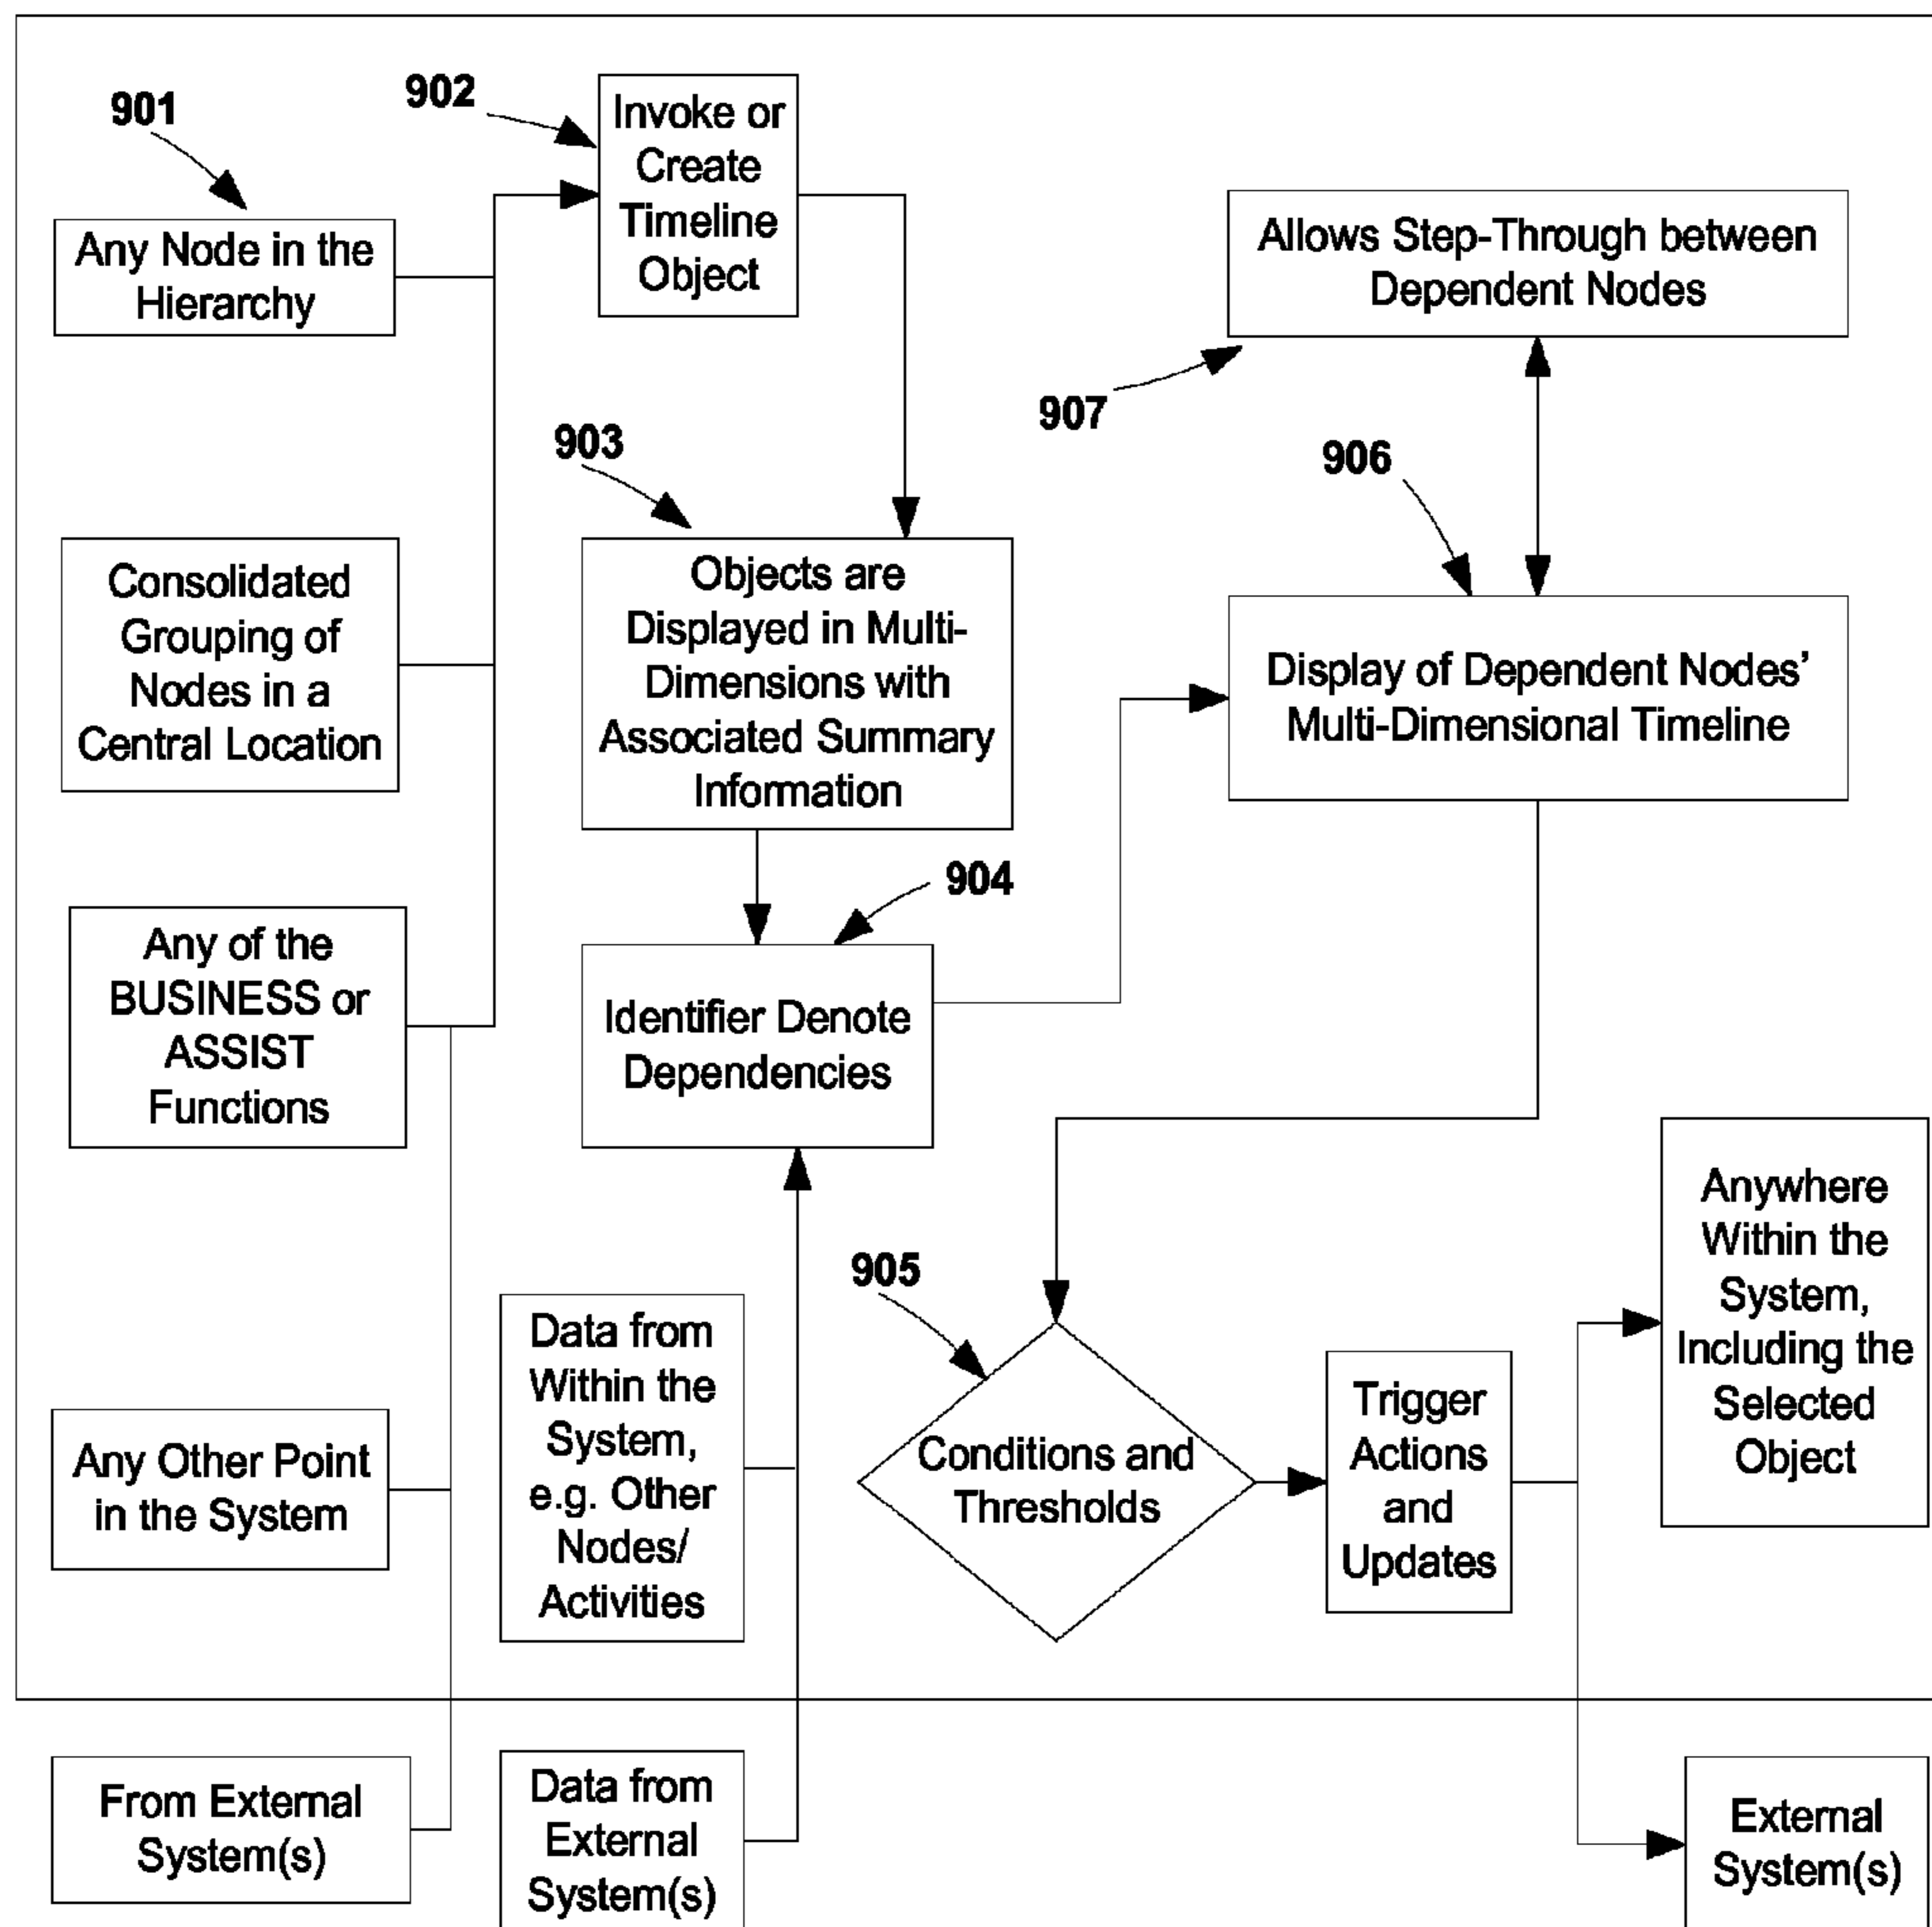 901
Any Node in the
Hierarchy
902
Invoke or
Create
Timeline
Object
Consolidated
Grouping of
Nodes in a
Central Location
903
Objects are
Displayed in Multi-
Dimensions with
Associated Summary
Information
907
Allows Step-Through between
Dependent Nodes
906
Display of Dependent Nodes’
Multi-Dimensional Timeline
Any of the
BUSINESS or
ASSIST
Functions
904
Identifier Denote
Dependencies
Any Other Point
in the System
Data from
Within the
System,
e.g. Other
Nodes/
Activities
905
Conditions and
Thresholds
Trigger
Actions
and
Updates
Anywhere
Within the
System,
Including the
Selected
Object
From External
System(s)
Data from
External
System(s)
External
System(s)